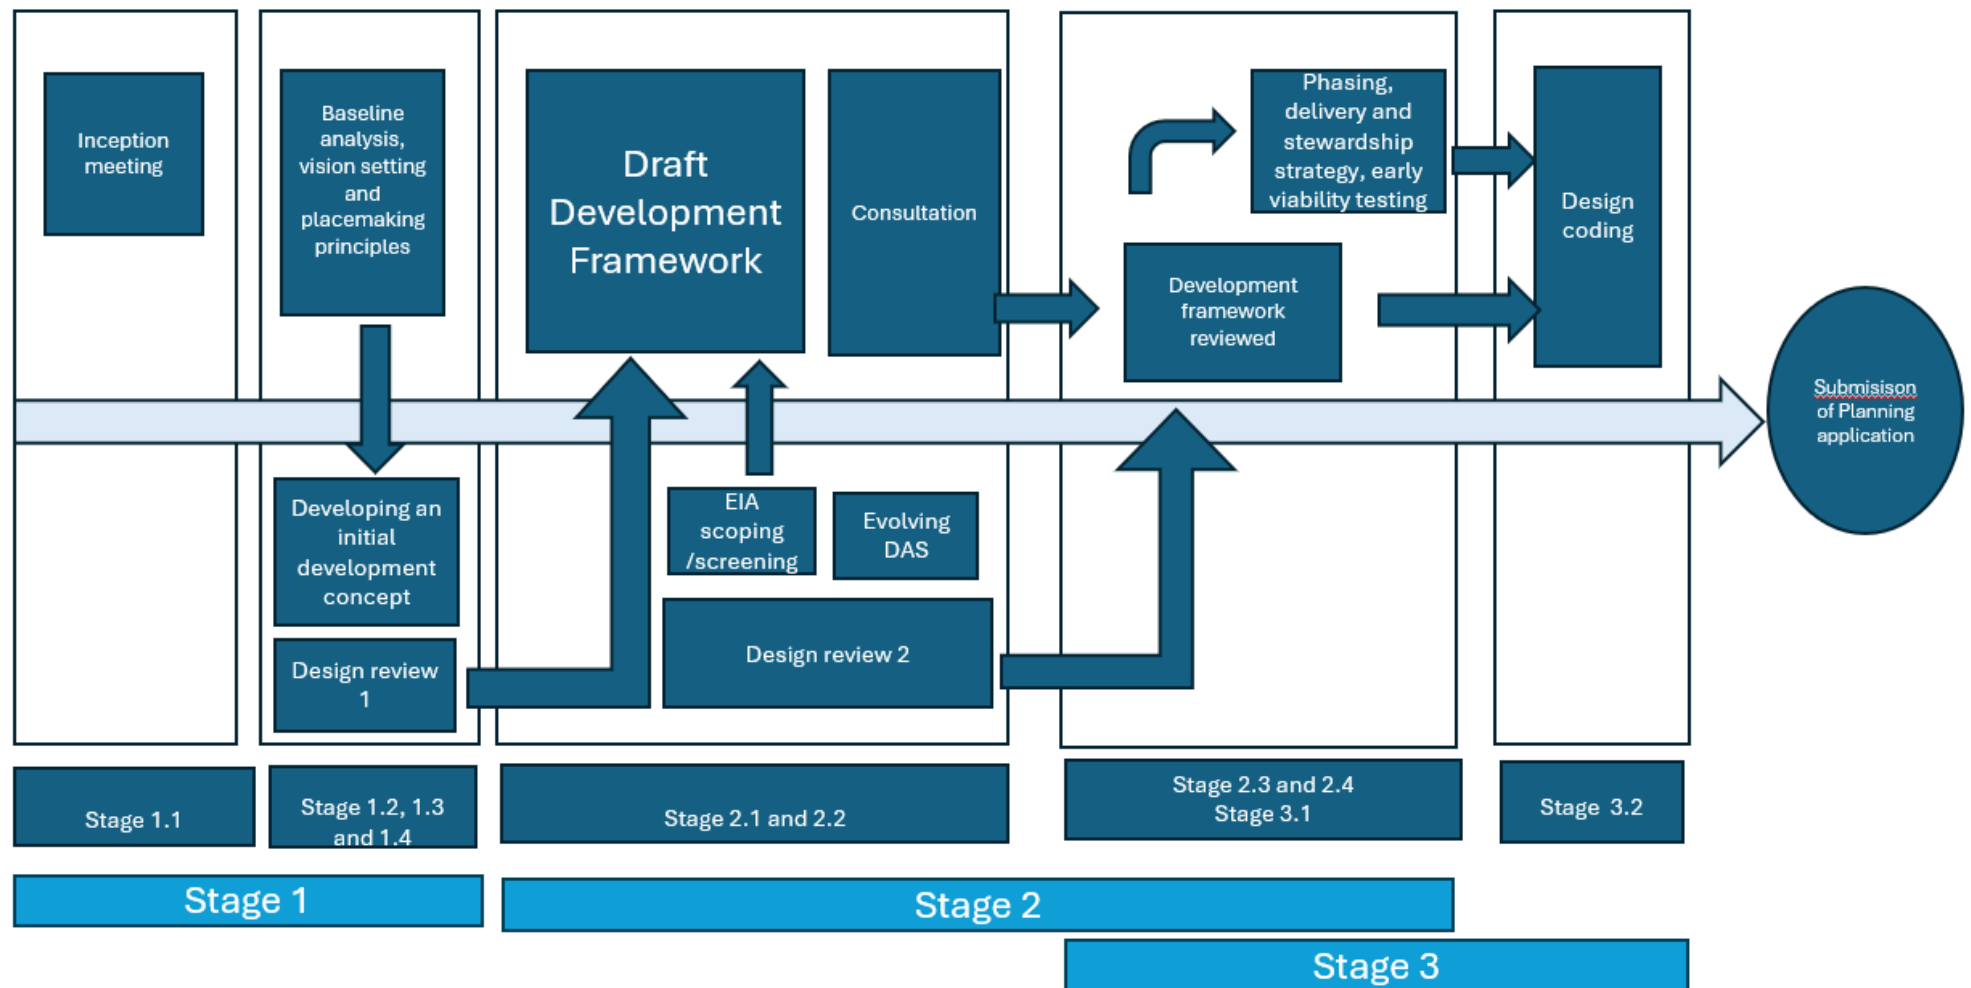 Inception
meeting
Baseline
analysis,
vision setting
and
placemaking
principles
Developing an
initial
development
concept
Design review
1
Draft
Development
Framework
Consultation
EIA
scoping
/screening
Evolving
DAS
Design review 2
Phasing,
delivery and
stewardship
strategy, early
viability testing
Development
framework
reviewed
Design
coding
Submisison
of Planning
application
Stage 1.1
Stage 1.2, 1.3
and 1.4
Stage 2.1 and 2.2
Stage 2.3 and 2.4
Stage 3.1
Stage  3.2
Stage 1
Stage 2
Stage 3